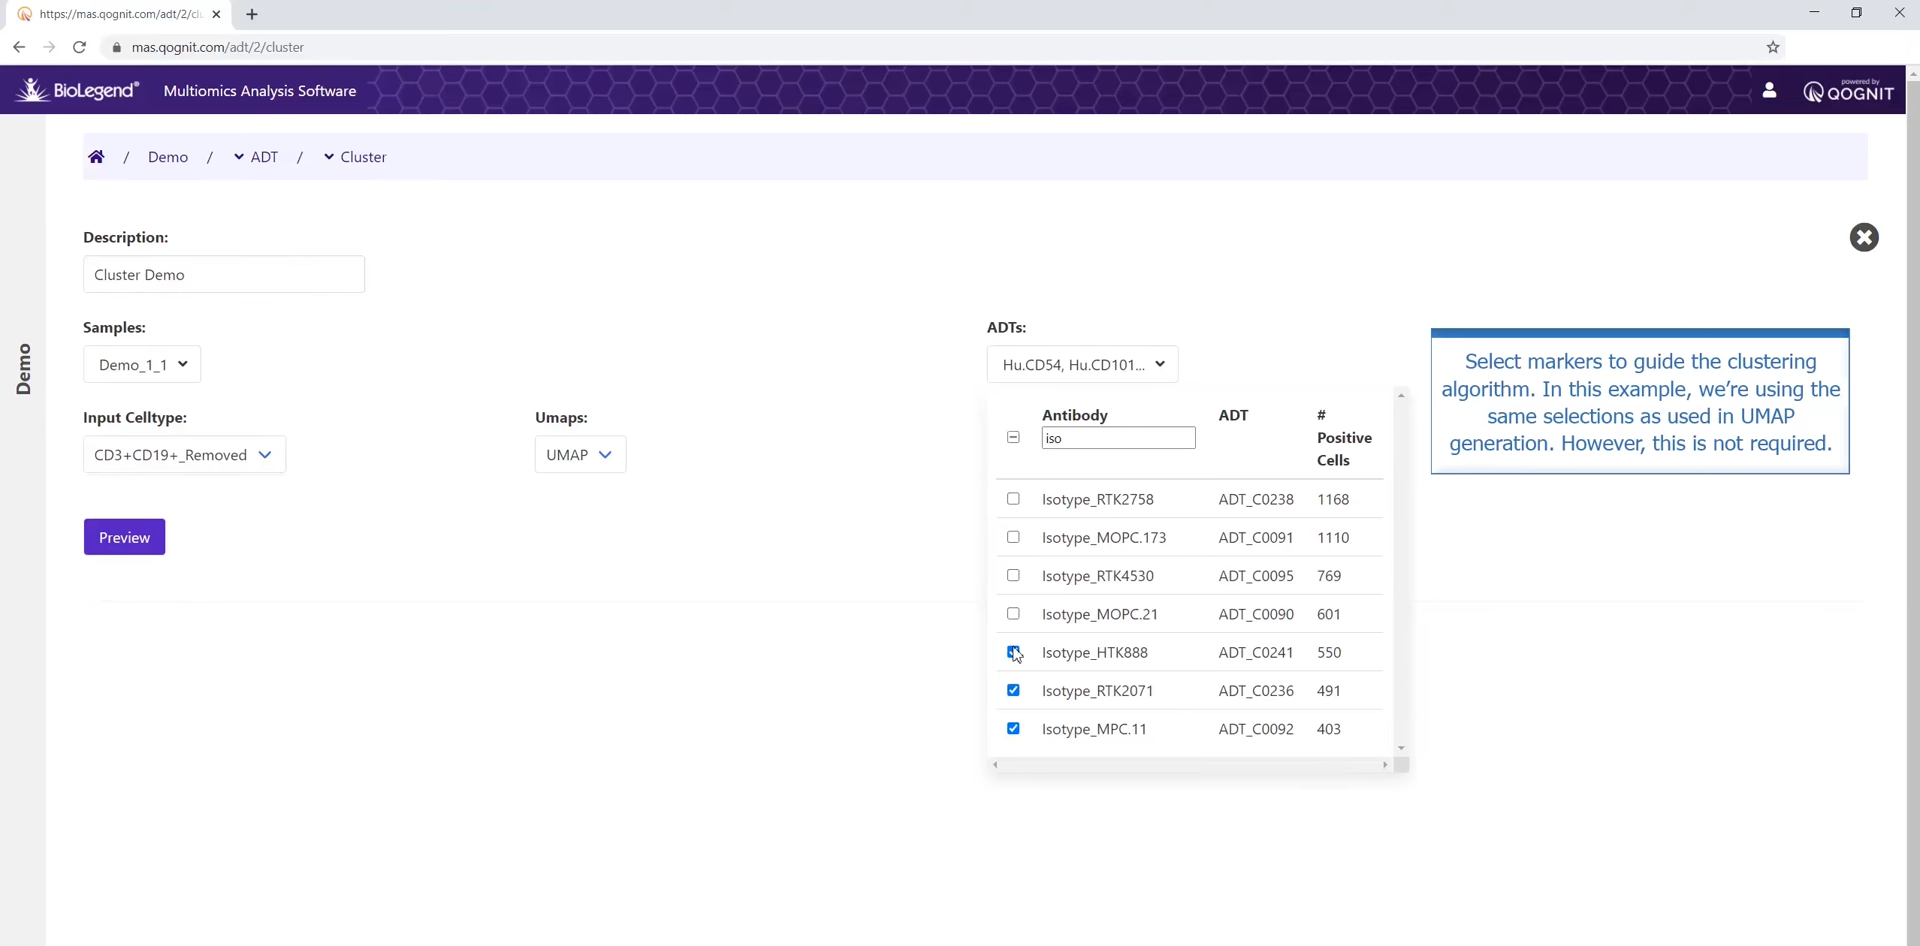 https://mas.qognit.com/adt/2/cl
mas.qognit.com/adt/2/cluster
BioLegend® Multiomics Analysis Software
powered by
QOGNIT
/ Demo / ADT / Cluster
Demo
Description:
Cluster Demo
Samples:
Demo_1_1
Input Celltype:
CD3+CD19+_Removed
Umaps:
UMAP
Preview
ADTs:
Hu.CD54, Hu.CD101...
Antibody ADT #
Positive
Cells
iso
Isotype_RTK2758 ADT_C0238 1168
Isotype_MOPC.173 ADT_C0091 1110
Isotype_RTK4530 ADT_C0095 769
Isotype_MOPC.21 ADT_C0090 601
Isotype_HTK888 ADT_C0241 550
Isotype_RTK2071 ADT_C0236 491
Isotype_MPC.11 ADT_C0092 403
Select markers to guide the clustering
algorithm. In this example, we’re using the
same selections as used in UMAP
generation. However, this is not required.